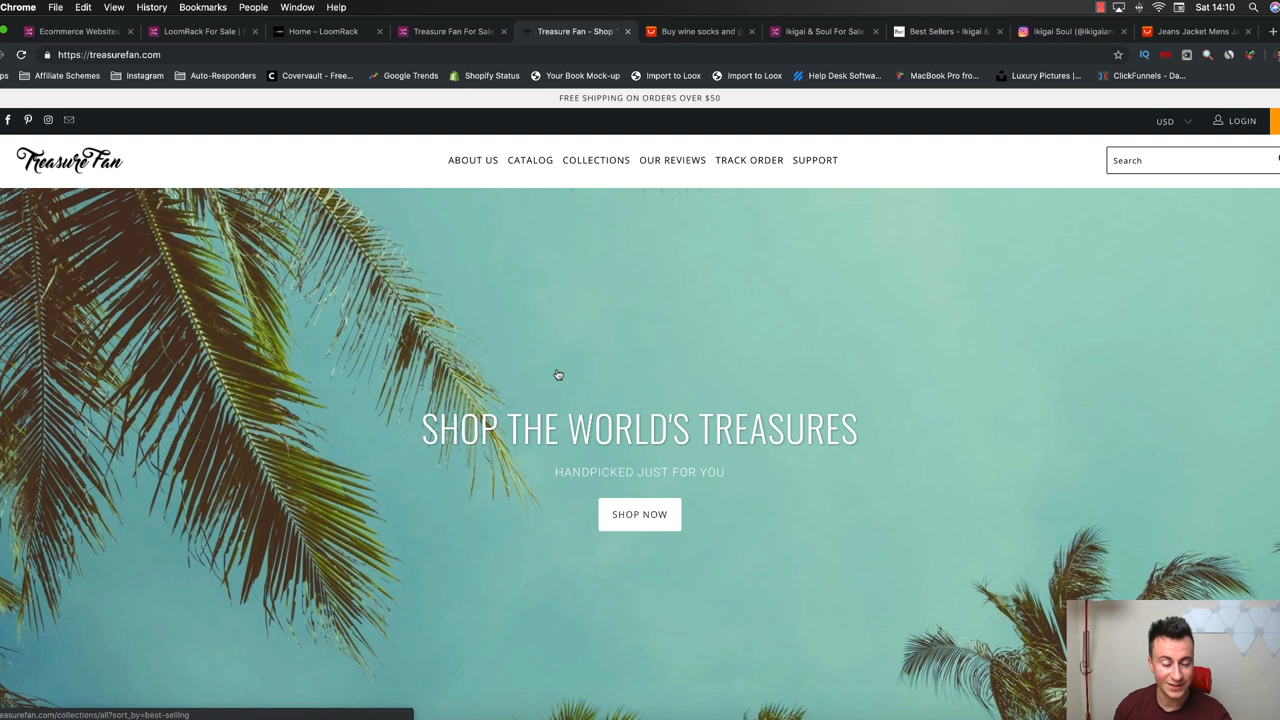 Chrome File Edit View History Bookmarks People Window Help Sat 14:10
Ecommerce Websites LoomRack For Sale | Home – LoomRack Treasure Fan For Sale Treasure Fan - Shop T Buy wine socks and g Ikigai & Soul For Sale Best Sellers - Ikigai & Ikigai Soul (@ikigaian Jeans Jacket Mens J
https://treasurefan.com
Affiliate Schemes Instagram Auto-Responders Covervault - Free... Google Trends Shopify Status Your Book Mock-up Import to Loox Import to Loox Help Desk Softwa... MacBook Pro fro... Luxury Pictures |... ClickFunnels - Da...
FREE SHIPPING ON ORDERS OVER $50
USD LOGIN
TreasureFan ABOUT US CATALOG COLLECTIONS OUR REVIEWS TRACK ORDER SUPPORT Search
SHOP THE WORLD'S TREASURES
HANDPICKED JUST FOR YOU
SHOP NOW
easurefan.com/collections/all?sort_by=best-selling